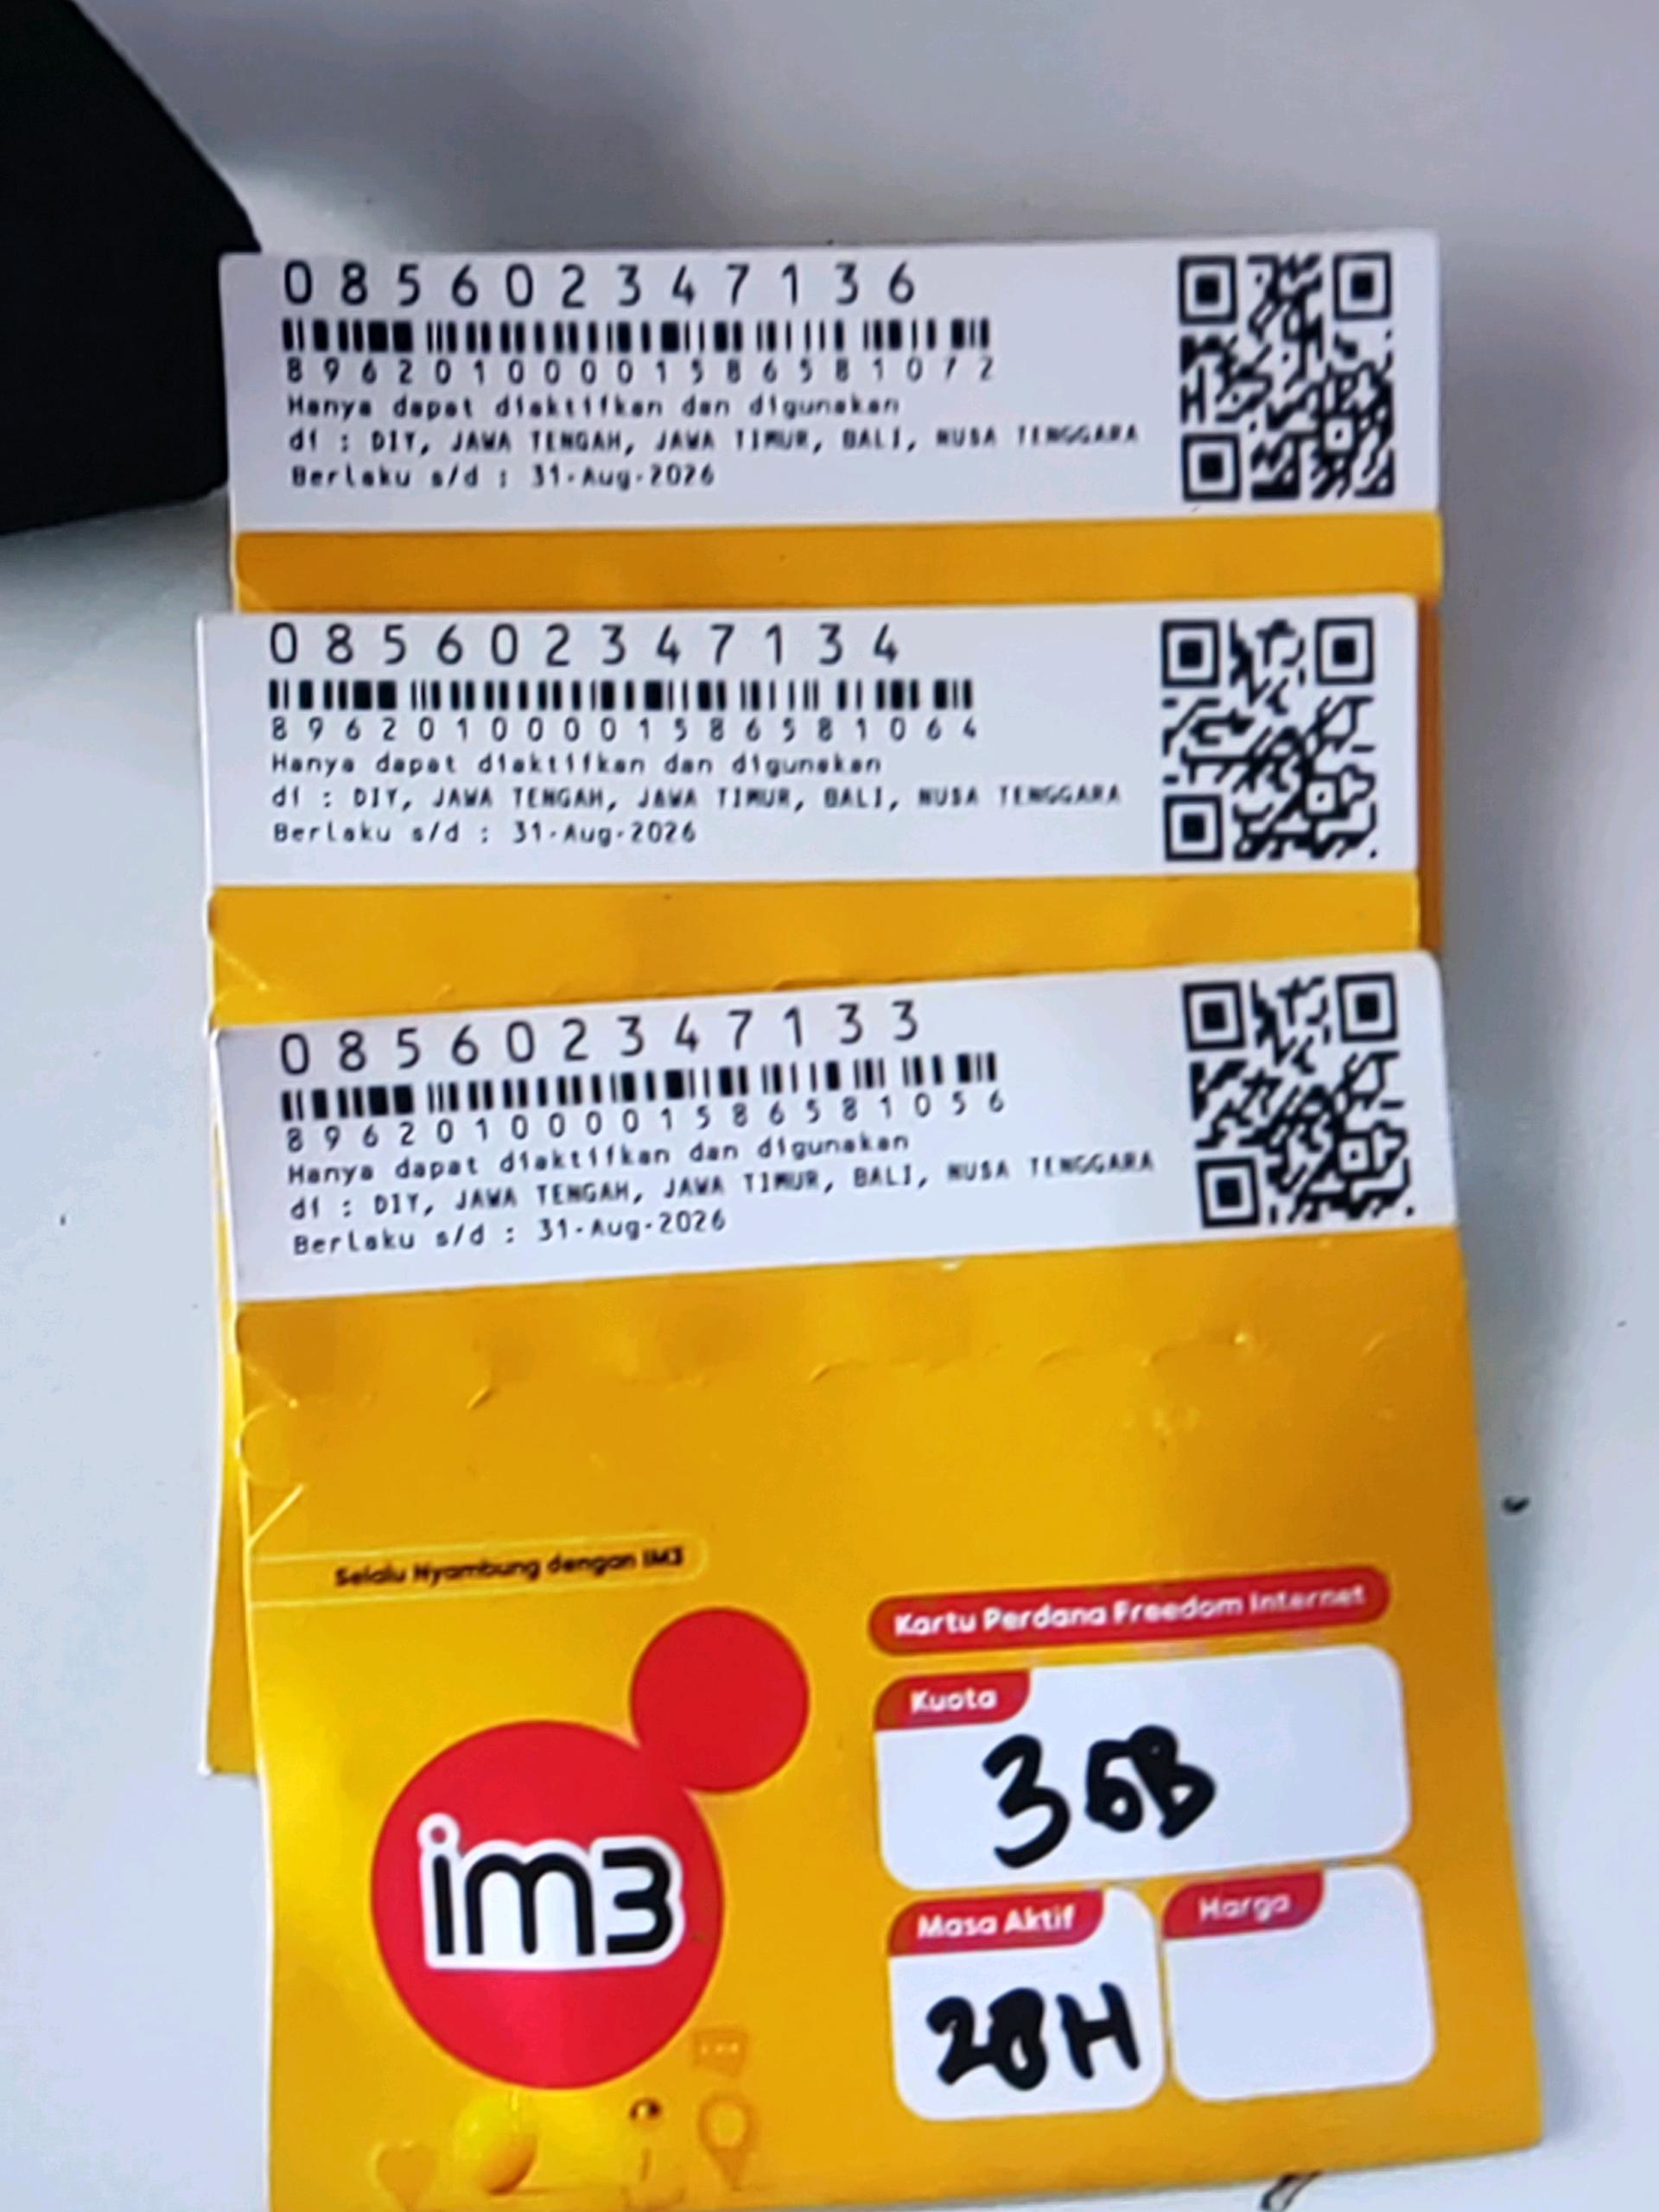 085602347136
89620100001586581072
Hanya dapat diaktifkan dan digunakan
di : DIY, JAWA TENGAH, JAWA TIMUR, BALI, NUSA TENGGARA
Berlaku s/d : 31-Aug-2026
085602347134
89620100001586581064
Hanya dapat diaktifkan dan digunakan
di : DIY, JAWA TENGAH, JAWA TIMUR, BALI, NUSA TENGGARA
Berlaku s/d : 31-Aug-2026
085602347133
89620100001586581056
Hanya dapat diaktifkan dan digunakan
di : DIY, JAWA TENGAH, JAWA TIMUR, BALI, NUSA TENGGARA
Berlaku s/d : 31-Aug-2026
Selalu Nyambung dengan IM3
Kartu Perdana Freedom Internet
Kuota
3 GB
im3
Masa Aktif
Harga
28H